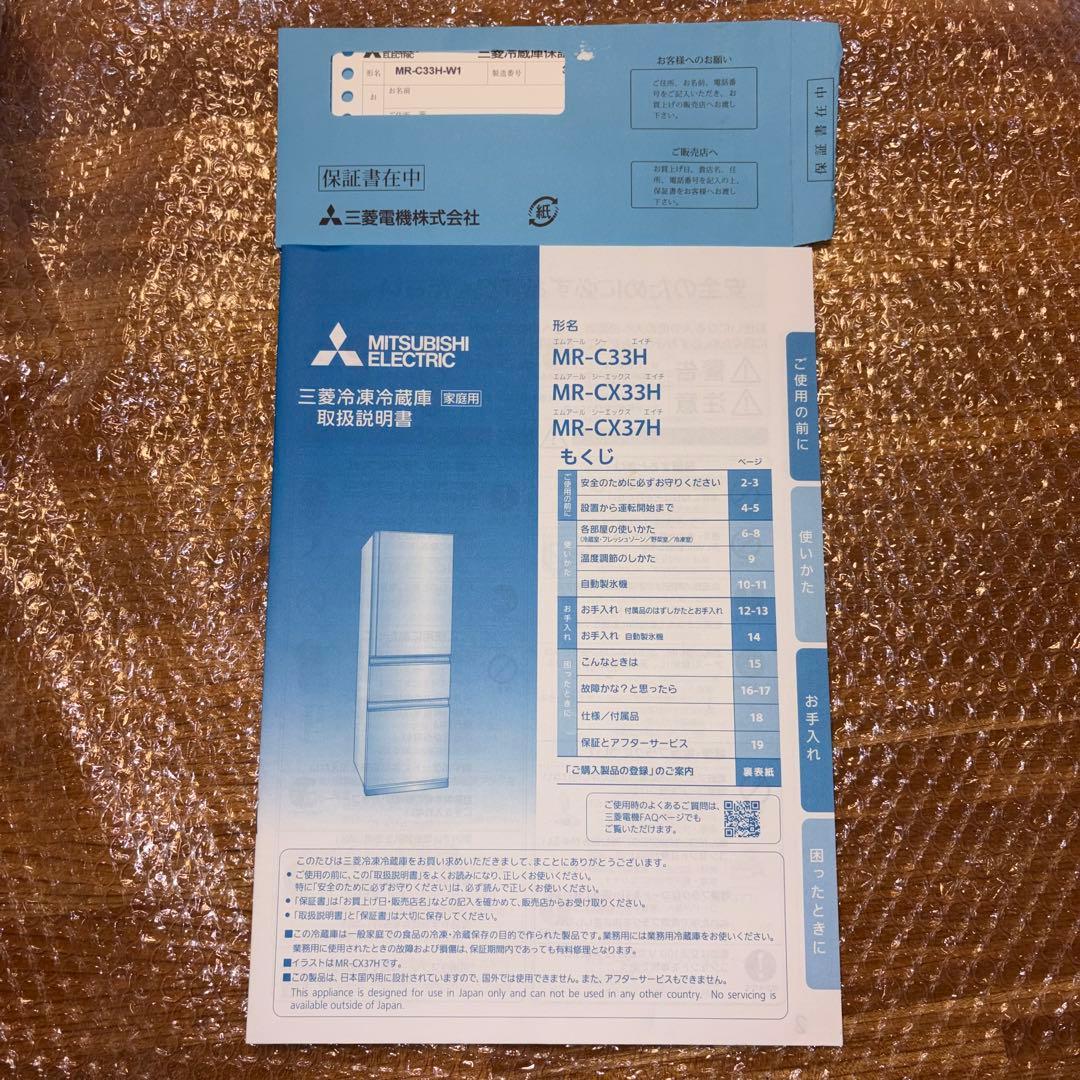 ELECTRIC
三菱冷蔵庫保証
形名 MR-C33H-W1 製造番号
お お名前
お客様へのお願い
ご住所、お名前、電話番
号をご記入いただき、お
買上げの販売店へお渡し
下さい。
ご販売店へ
お買上げ日、貴店名、住
所、電話番号を記入の上、
保証書をお客様へお渡し
下さい。
保証書在中
保証書在中
三菱電機株式会社
紙
MITSUBISHI
ELECTRIC
三菱冷凍冷蔵庫 家庭用
取扱説明書
形名
エムアール シー エイチ
MR-C33H
エムアール シーエックス エイチ
MR-CX33H
エムアール シーエックス エイチ
MR-CX37H
もくじ ページ
ご使用の前に
安全のために必ずお守りください 2-3
設置から運転開始まで 4-5
使いかた
各部屋の使いかた 6-8
(冷蔵室・フレッシュゾーン/野菜室/冷凍室)
温度調節のしかた 9
自動製氷機 10-11
お手入れ
お手入れ 付属品のはずしかたとお手入れ 12-13
お手入れ 自動製氷機 14
困ったときに
こんなときは 15
故障かな?と思ったら 16-17
仕様/付属品 18
保証とアフターサービス 19
「ご購入製品の登録」のご案内 裏表紙
ご使用時のよくあるご質問は、
三菱電機FAQページでも
ご覧いただけます。
ご使用の前に
使いかた
お手入れ
困ったときに
このたびは三菱冷凍冷蔵庫をお買い求めいただきまして、まことにありがとうございます。
● ご使用の前に、この「取扱説明書」をよくお読みになり、正しくお使いください。
特に「安全のために必ずお守りください」は、必ず読んで正しくお使いください。
● 「保証書」は「お買上げ日・販売店名」などの記入を確かめて、販売店からお受け取りください。
● 「取扱説明書」と「保証書」は大切に保存してください。
■この冷蔵庫は一般家庭での食品の冷凍・冷蔵保存の目的で作られた製品です。業務用には業務用冷蔵庫をお使いください。
業務用に使用されたときの故障および損傷は、保証期間内であっても有料修理となります。
■イラストはMR-CX37Hです。
■この製品は、日本国内用に設計されていますので、国外では使用できません。また、アフターサービスもできません。
This appliance is designed for use in Japan only and can not be used in any other country. No servicing is
available outside of Japan.